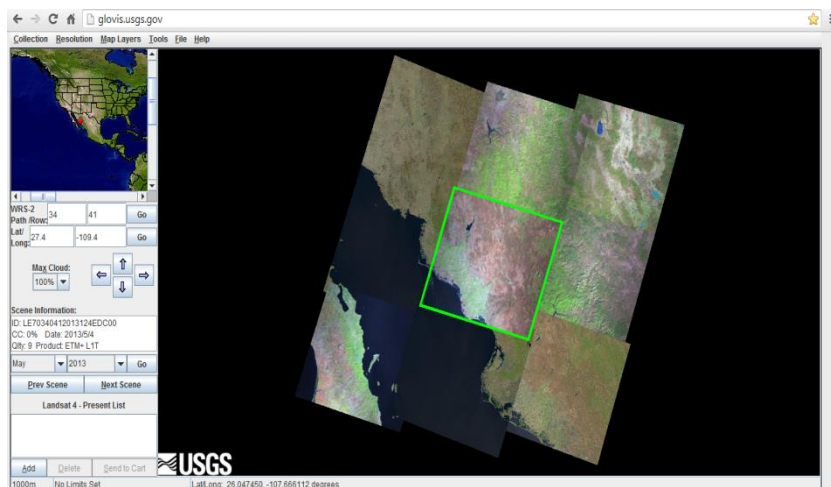 glovis.usgs.gov
Collection Resolution Map Layers Tools File Help
WRS-2
Path /Row: 34 41 Go
Lat/
Long: 27.4 -109.4 Go
Max Cloud:
100%
Scene Information:
ID: LE70340412013124EDC00
CC: 0% Date: 2013/5/4
Qlty: 9 Product: ETM+ L1T
May 2013 Go
Prev Scene Next Scene
Landsat 4 - Present List
Add Delete Send to Cart
USGS
1000m No Limits Set Lat/Long: 26.047450, -107.666112 degrees